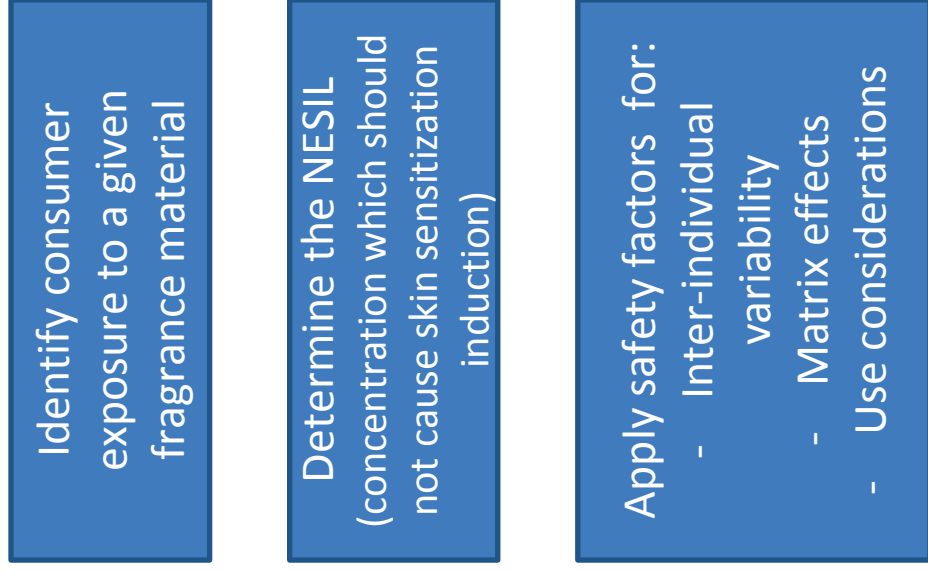 Identify consumer
exposure to a given
fragrance material
Determine the NESIL
(concentration which should
not cause skin sensitization
induction)
Apply safety factors for:
- Inter-individual
variability
- Matrix effects
- Use considerations